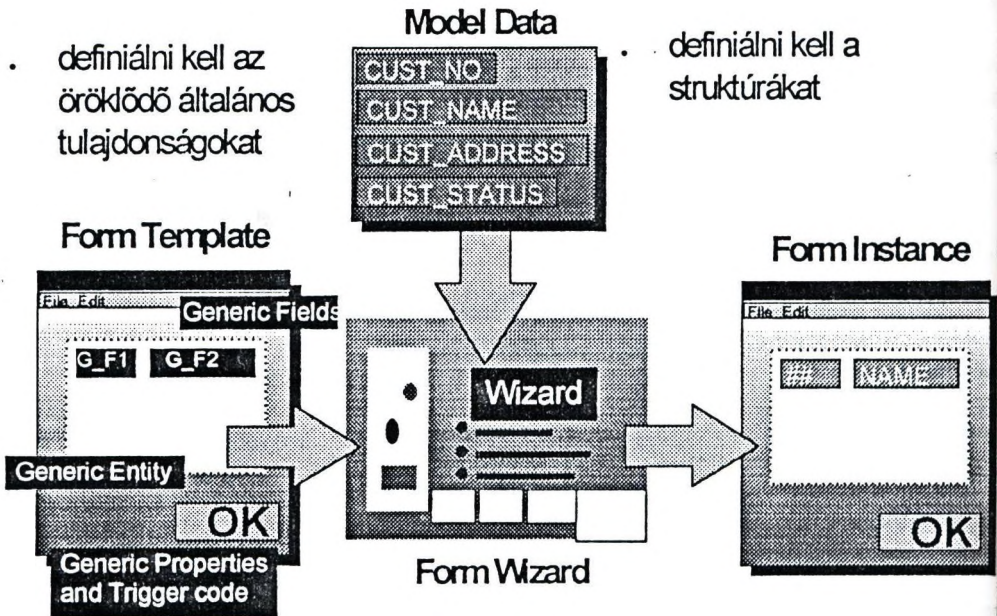 Model Data
. definiálni kell az
öröklődő általános
tulajdonságokat
CUST_NO
CUST_NAME
CUST_ADDRESS
CUST_STATUS
. definiálni kell a
struktúrákat
Form Template
File Edit
Generic Fields
G_F1 G_F2
Generic Entity
OK
Generic Properties
and Trigger code
Wizard
Form Wizard
Form Instance
File Edit
## NAME
OK